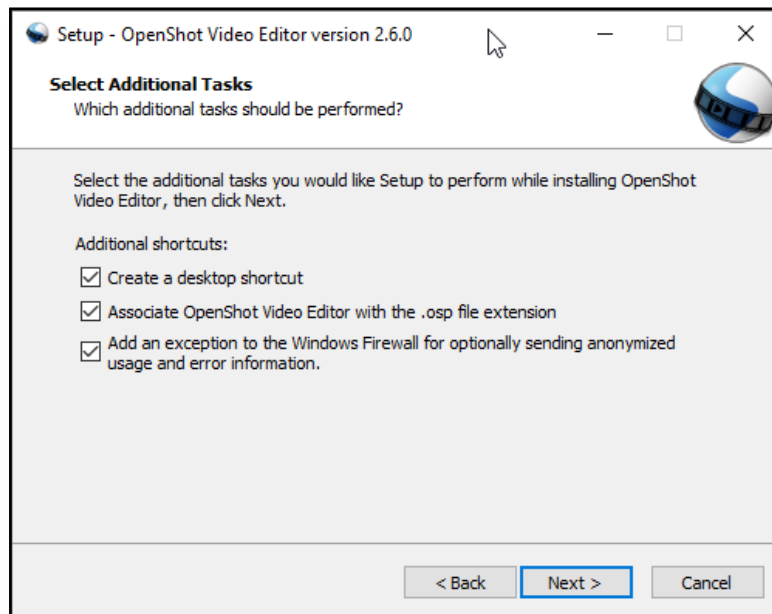 Setup - OpenShot Video Editor version 2.6.0
Select Additional Tasks
Which additional tasks should be performed?
Select the additional tasks you would like Setup to perform while installing OpenShot
Video Editor, then click Next.
Additional shortcuts:
Create a desktop shortcut
Associate OpenShot Video Editor with the .osp file extension
Add an exception to the Windows Firewall for optionally sending anonymized
usage and error information.
< Back Next > Cancel